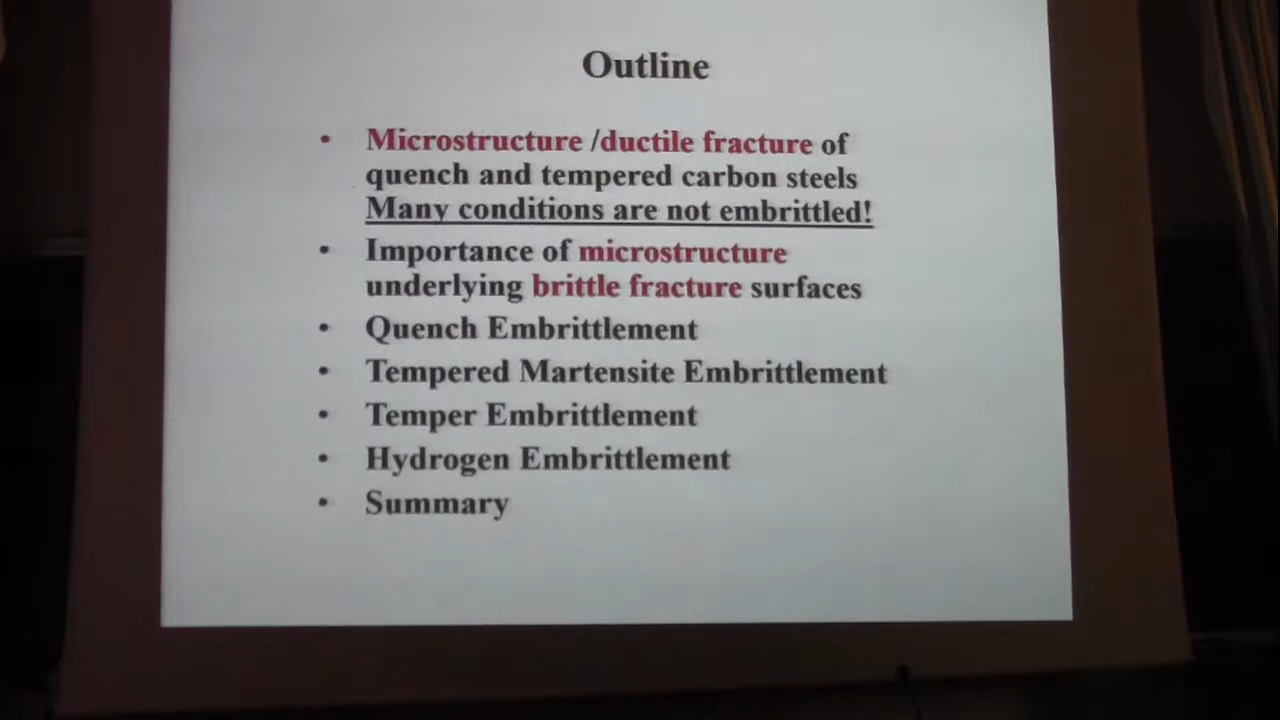 Outline
• Microstructure /ductile fracture of
quench and tempered carbon steels
Many conditions are not embrittled!
• Importance of microstructure
underlying brittle fracture surfaces
• Quench Embrittlement
• Tempered Martensite Embrittlement
• Temper Embrittlement
• Hydrogen Embrittlement
• Summary